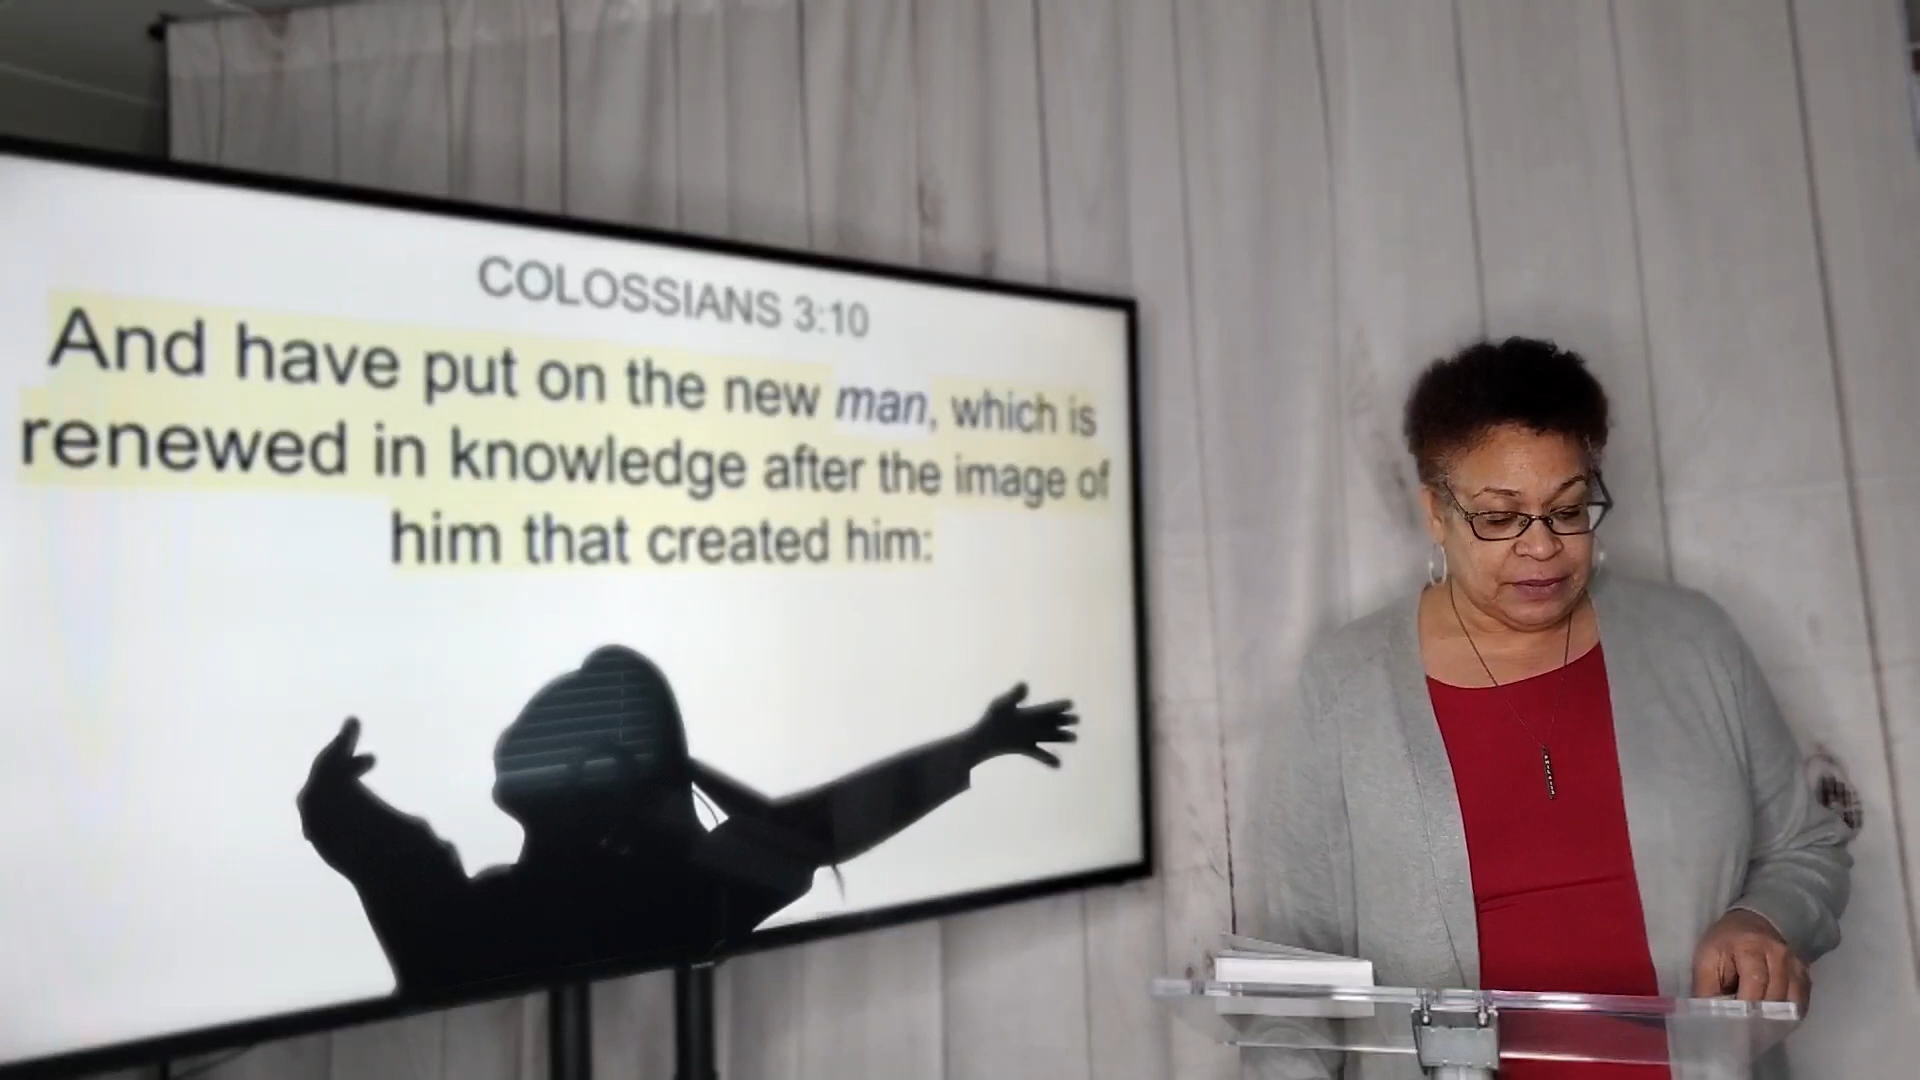 COLOSSIANS 3:10
And have put on the new man, which is
renewed in knowledge after the image of
him that created him: